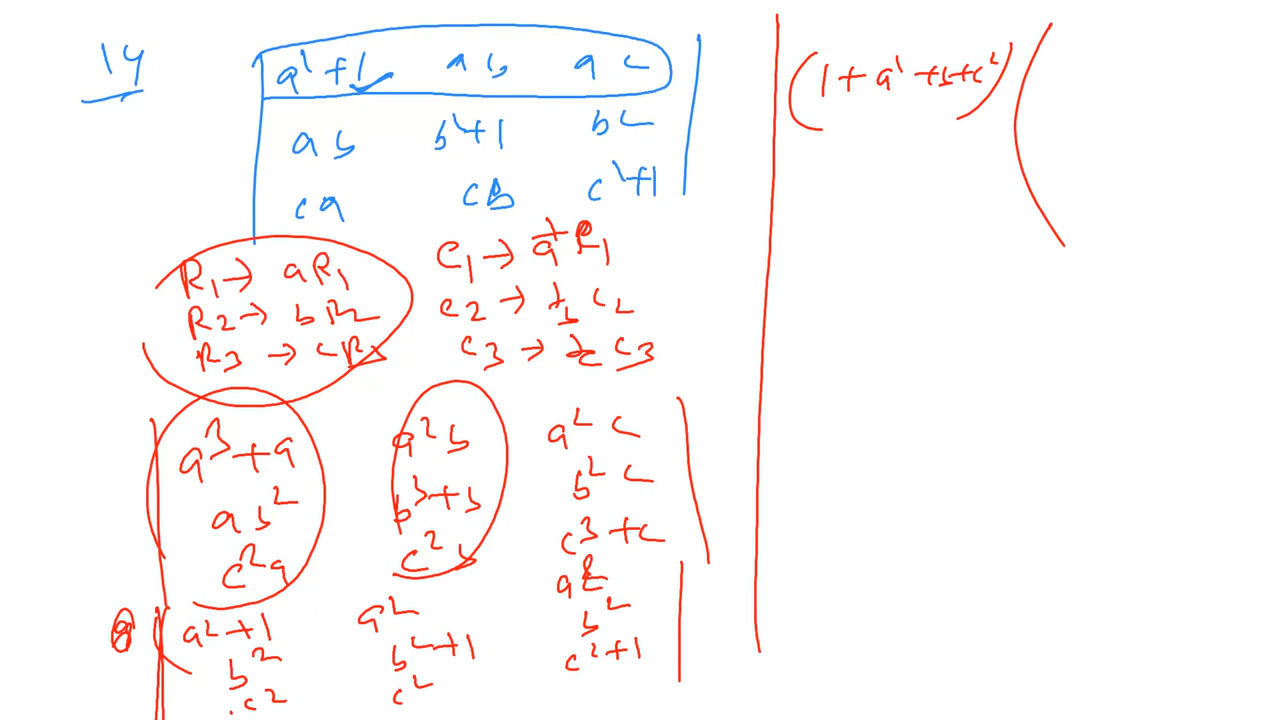 14
a²+1 ab ac
ab b²+1 bc
ca cb c²+1
R1 → aR1 C1 → 1/a R1
R2 → bR2 C2 → 1/b C2
R3 → cR3 C3 → 1/c C3
a³+a a²b a²c
ab² b³+b b²c
c²a c²b c³+c
a²+1 a² a²
b² b²+1 b²
c² c² c²+1
(1+a²+b²+c²) (